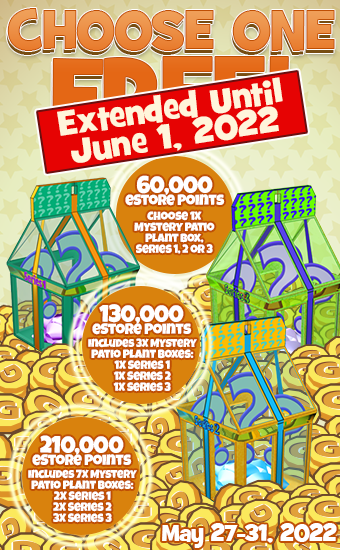 CHOOSE ONE
FREE!
Extended Until
June 1, 2022
60,000
eStore Points
Choose 1x
Mystery Patio
Plant Box,
Series 1, 2 or 3
130,000
eStore Points
Includes 3x Mystery
Patio Plant Boxes:
1x Series 1
1x Series 2
1x Series 3
210,000
eStore Points
Includes 7x Mystery
Patio Plant Boxes:
2x Series 1
2x Series 2
3x Series 3
May 27-31, 2022